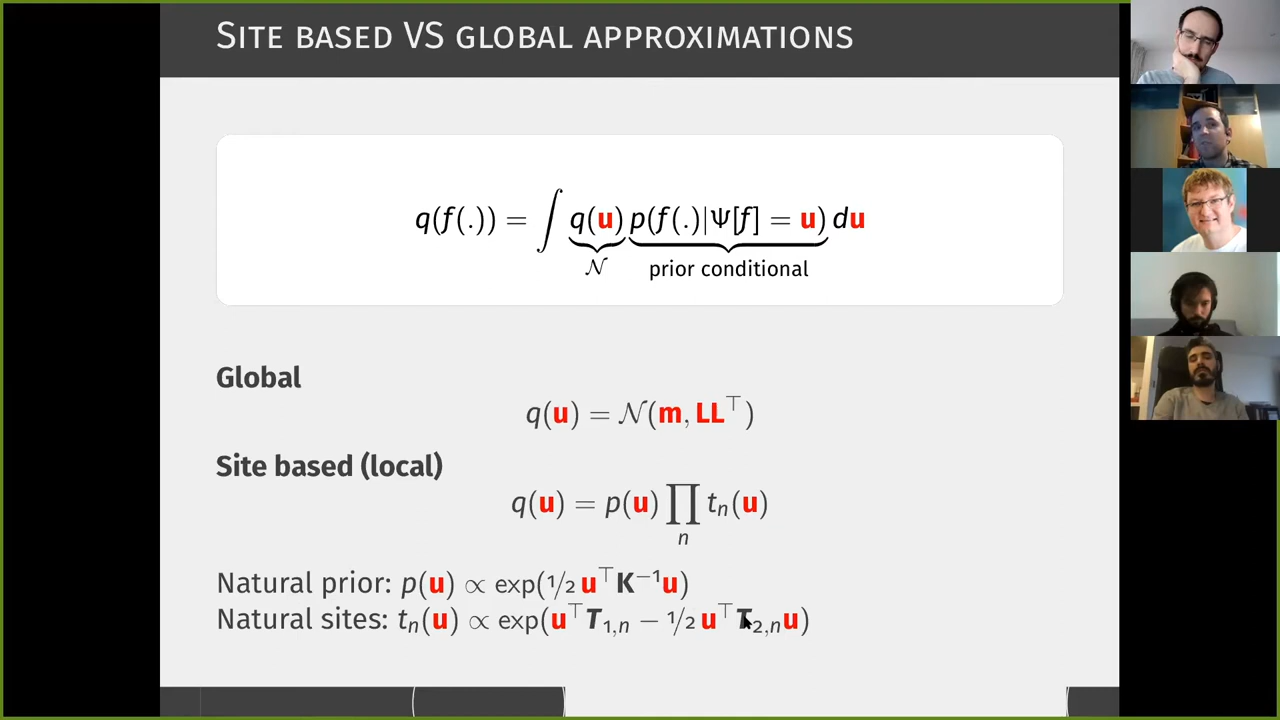 SITE BASED VS GLOBAL APPROXIMATIONS
q(f(.)) = ∫ q(u) p(f(.)|Ψ[f] = u) du
𝒩 prior conditional
Global
q(u) = 𝒩(m, LL⊤)
Site based (local)
q(u) = p(u) ∏ₙ tₙ(u)
Natural prior: p(u) ∝ exp(1/2 u⊤K⁻¹u)
Natural sites: tₙ(u) ∝ exp(u⊤T₁,ₙ − 1/2 u⊤T₂,ₙu)